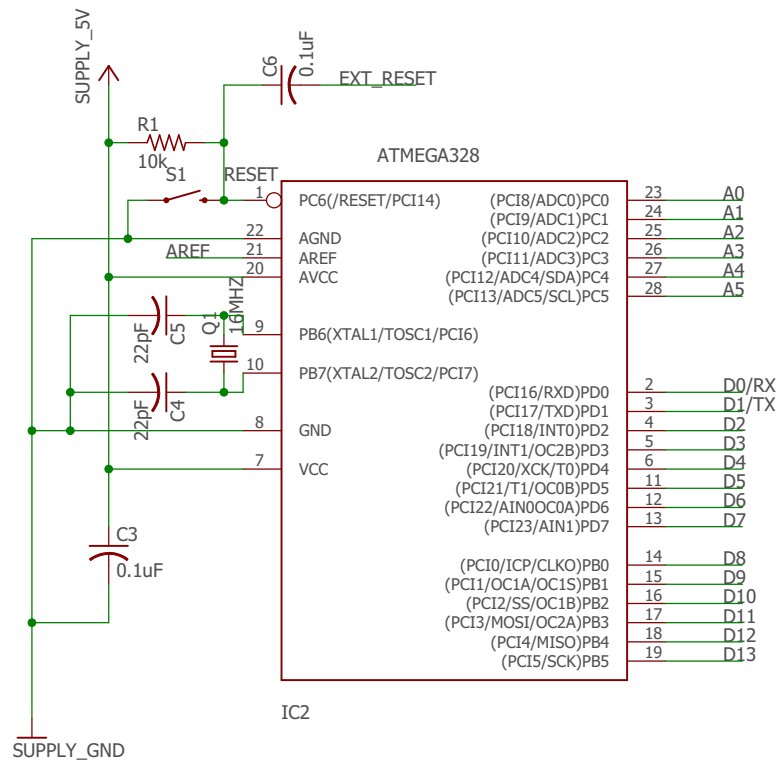 SUPPLY_5V
C6
0.1uF
EXT_RESET
R1
10k
S1
RESET
ATMEGA328
1
PC6(/RESET/PCI14)
22
AGND
AREF
21
AREF
20
AVCC
22pF
C5
Q1
16MHZ
9
PB6(XTAL1/TOSC1/PCI6)
22pF
C4
10
PB7(XTAL2/TOSC2/PCI7)
8
GND
7
VCC
C3
0.1uF
(PCI8/ADC0)PC0 23 A0
(PCI9/ADC1)PC1 24 A1
(PCI10/ADC2)PC2 25 A2
(PCI11/ADC3)PC3 26 A3
(PCI12/ADC4/SDA)PC4 27 A4
(PCI13/ADC5/SCL)PC5 28 A5
(PCI16/RXD)PD0 2 D0/RX
(PCI17/TXD)PD1 3 D1/TX
(PCI18/INT0)PD2 4 D2
(PCI19/INT1/OC2B)PD3 5 D3
(PCI20/XCK/T0)PD4 6 D4
(PCI21/T1/OC0B)PD5 11 D5
(PCI22/AIN0OC0A)PD6 12 D6
(PCI23/AIN1)PD7 13 D7
(PCI0/ICP/CLKO)PB0 14 D8
(PCI1/OC1A/OC1S)PB1 15 D9
(PCI2/SS/OC1B)PB2 16 D10
(PCI3/MOSI/OC2A)PB3 17 D11
(PCI4/MISO)PB4 18 D12
(PCI5/SCK)PB5 19 D13
IC2
SUPPLY_GND